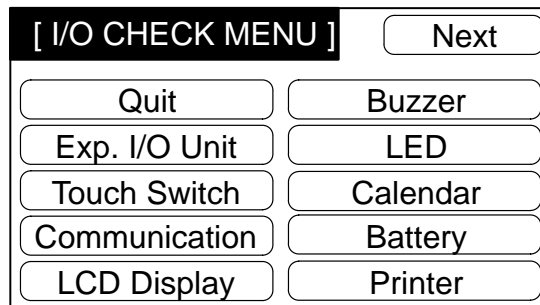 [ I/O CHECK MENU ] Next
Quit Buzzer
Exp. I/O Unit LED
Touch Switch Calendar
Communication Battery
LCD Display Printer